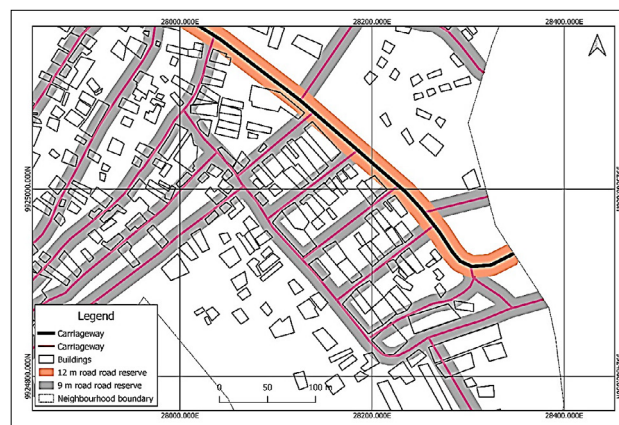 28000.000E 28200.000E 28400.000E
9925000.000N
9924800.000N
Legend
Carriageway
Carriageway
Buildings
12 m road road reserve
9 m road road reserve
Neighbourhood boundary
0 50 100 m
28000.000E 28200.000E 28400.000E